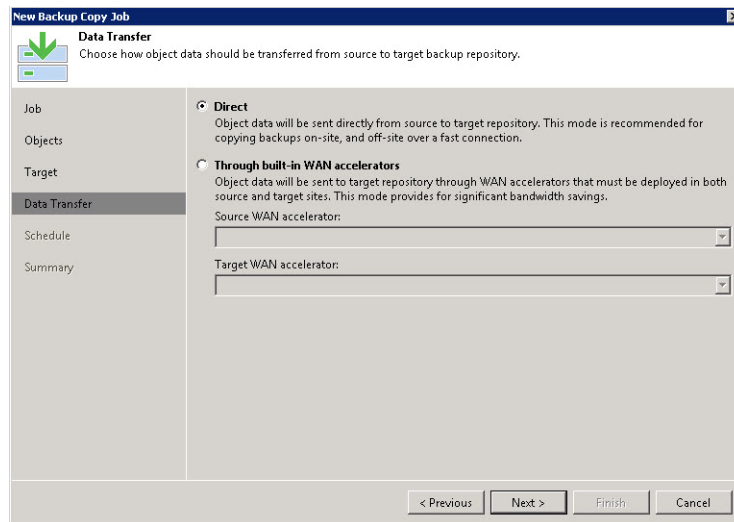 New Backup Copy Job
Data Transfer
Choose how object data should be transferred from source to target backup repository.
Job
Objects
Target
Data Transfer
Schedule
Summary
Direct
Object data will be sent directly from source to target repository. This mode is recommended for
copying backups on-site, and off-site over a fast connection.
Through built-in WAN accelerators
Object data will be sent to target repository through WAN accelerators that must be deployed in both
source and target sites. This mode provides for significant bandwidth savings.
Source WAN accelerator:
Target WAN accelerator:
< Previous
Next >
Finish
Cancel